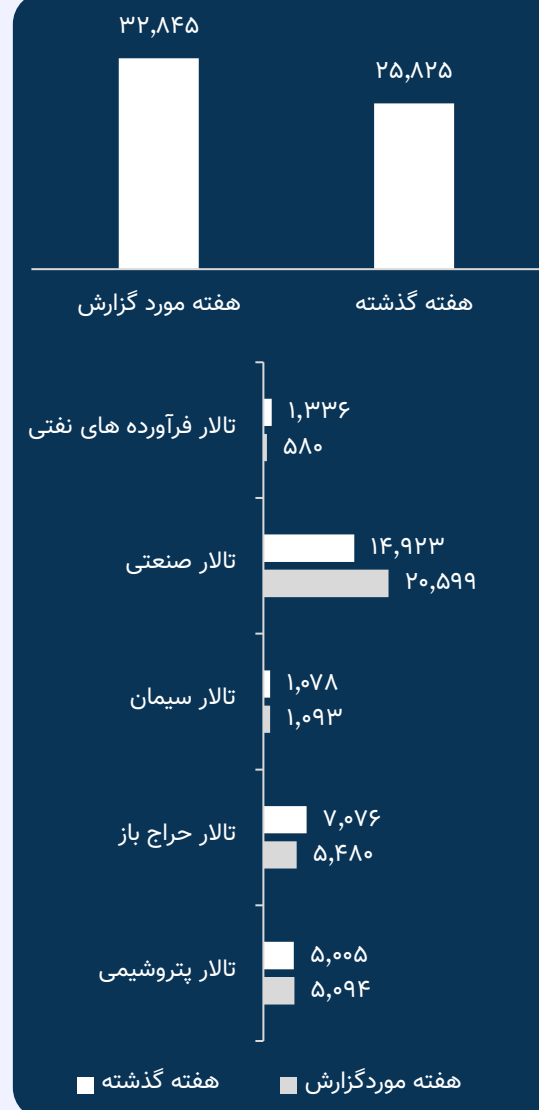 ۳۲,۸۴۵
۲۵,۸۲۵
هفته مورد گزارش
هفته گذشته
تالار فرآورده های نفتی
۱,۳۳۶
۵۸۰
تالار صنعتی
۱۴,۹۲۳
۲۰,۵۹۹
تالار سیمان
۱,۰۷۸
۱,۰۹۳
تالار حراج باز
۷,۰۷۶
۵,۴۸۰
تالار پتروشیمی
۵,۰۰۵
۵,۰۹۴
هفته موردگزارش
هفته گذشته